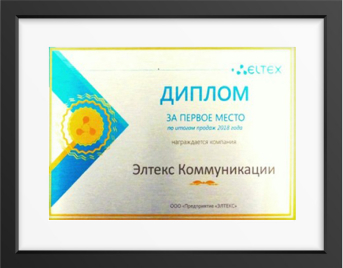 ELTEX
ДИПЛОМ
ЗА ПЕРВОЕ МЕСТО
по итогам продаж 2018 года
награждается компания
Элтекс Коммуникации
ООО «Предприятие «ЭЛТЕКС»